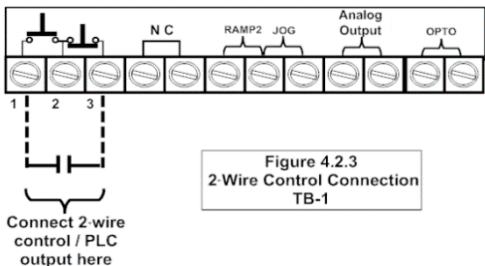 N C
RAMP2
JOG
Analog
Output
OPTO
1 2 3
Figure 4.2.3
2-Wire Control Connection
TB-1
Connect 2-wire
control / PLC
output here